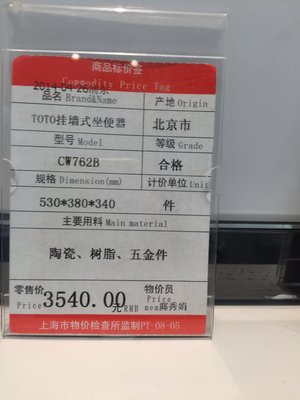 商品标价签
Commodity Price Tag
品名 Brand&Name
产地 Origin
TOTO挂墙式坐便器
北京市
型号 Model
等级 Grade
CW762B
合格
规格 Dimension(mm)
计价单位 Unit
530*380*340
件
主要用料 Main material
陶瓷、树脂、五金件
零售价 Price
3540.00
元 RMB
物价员
Price
上海市物价检查所监制PT-08-05